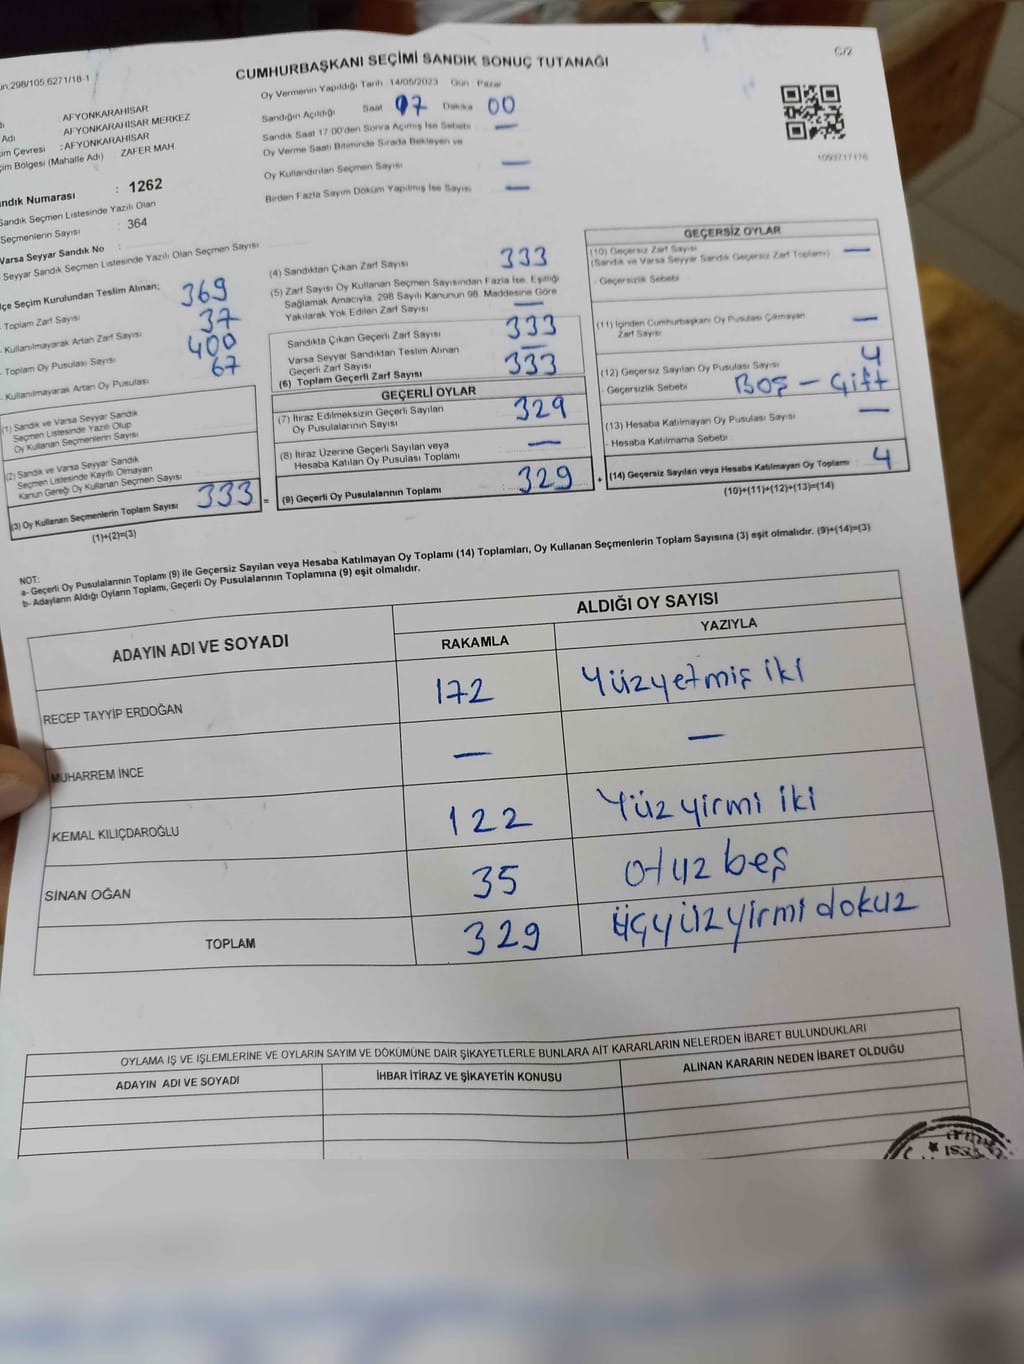 C/2
CUMHURBAŞKANI SEÇİMİ SANDIK SONUÇ TUTANAĞI
298/105.6271/18-1
Oy Vermenin Yapıldığı Tarih 14/05/2023 Gün Pazar
Sandığın Açıldığı Saat 07 Dakika 00
Sandık Saat 17:00'den Sonra Açımış İse Sebebi —
Oy Verme Saati Bitiminde Sırada Bekleyen ve
Oy Kullandırılan Seçmen Sayısı —
Birden Fazla Sayım Döküm Yapılmış İse Sayısı —
: AFYONKARAHİSAR
Adı : AFYONKARAHİSAR MERKEZ
Çevresi : AFYONKARAHİSAR
Bölgesi (Mahalle Adı) ZAFER MAH
Numarası : 1262
Sandık Seçmen Listesinde Yazılı Olan
Seçmenlerin Sayısı : 364
Varsa Seyyar Sandık No :
Seyyar Sandık Seçmen Listesinde Yazılı Olan Seçmen Sayısı
Seçim Kurulundan Teslim Alınan;
Toplam Zarf Sayısı 369
Kullanılmayarak Artan Zarf Sayısı 37
Toplam Oy Pusulası Sayısı 400
Kullanılmayarak Artan Oy Pusulası 67
(1) Sandık ve Varsa Seyyar Sandık
Seçmen Listesinde Yazılı Olup
Oy Kullanan Seçmenlerin Sayısı
(2) Sandık ve Varsa Seyyar Sandık
Seçmen Listesinde Kayıtlı Olmayan
Kanun Gereği Oy Kullanan Seçmen Sayısı
(3) Oy Kullanan Seçmenlerin Toplam Sayısı 333 =
(1)+(2)=(3)
(4) Sandıktan Çıkan Zarf Sayısı 333
(5) Zarf Sayısı Oy Kullanan Seçmen Sayısından Fazla İse, Eşitliği
Sağlamak Amacıyla, 298 Sayılı Kanunun 98. Maddesine Göre
Yakılarak Yok Edilen Zarf Sayısı —
Sandıkta Çıkan Geçerli Zarf Sayısı 333
Varsa Seyyar Sandıktan Teslim Alınan
Geçerli Zarf Sayısı —
(6) Toplam Geçerli Zarf Sayısı 333
GEÇERLİ OYLAR
(7) İtiraz Edilmeksizin Geçerli Sayılan
Oy Pusulalarının Sayısı 329
(8) İtiraz Üzerine Geçerli Sayılan veya
Hesaba Katılan Oy Pusulası Toplamı —
(9) Geçerli Oy Pusulalarının Toplamı : 329 +
GEÇERSİZ OYLAR
(10) Geçersiz Zarf Sayısı —
(Sandık ve Varsa Seyyar Sandık Geçersiz Zarf Toplamı)
- Geçersizlik Sebebi
(11) İçinden Cumhurbaşkanı Oy Pusulası Çıkmayan
Zarf Sayısı —
(12) Geçersiz Sayılan Oy Pusulası Sayısı 4
- Geçersizlik Sebebi BOŞ - Çift
(13) Hesaba Katılmayan Oy Pusulası Sayısı —
- Hesaba Katılmama Sebebi
(14) Geçersiz Sayılan veya Hesaba Katılmayan Oy Toplamı 4
(10)+(11)+(12)+(13)=(14)
NOT:
a- Geçerli Oy Pusulalarının Toplamı (9) ile Geçersiz Sayılan veya Hesaba Katılmayan Oy Toplamı (14) Toplamları, Oy Kullanan Seçmenlerin Toplam Sayısına (3) eşit olmalıdır. (9)+(14)=(3)
b- Adayların Aldığı Oyların Toplamı, Geçerli Oy Pusulalarının Toplamına (9) eşit olmalıdır.
ADAYIN ADI VE SOYADI
ALDIĞI OY SAYISI
RAKAMLA YAZIYLA
RECEP TAYYİP ERDOĞAN 172 Yüzyetmiş iki
MUHARREM İNCE — —
KEMAL KILIÇDAROĞLU 122 Yüz yirmi iki
SİNAN OĞAN 35 Otuz beş
TOPLAM 329 üçyüz yirmi dokuz
OYLAMA İŞ VE İŞLEMLERİNE VE OYLARIN SAYIM VE DÖKÜMÜNE DAİR ŞİKAYETLERLE BUNLARA AİT KARARLARIN NELERDEN İBARET BULUNDUKLARI
ADAYIN ADI VE SOYADI İHBAR İTİRAZ VE ŞİKAYETİN KONUSU ALINAN KARARIN NEDEN İBARET OLDUĞU